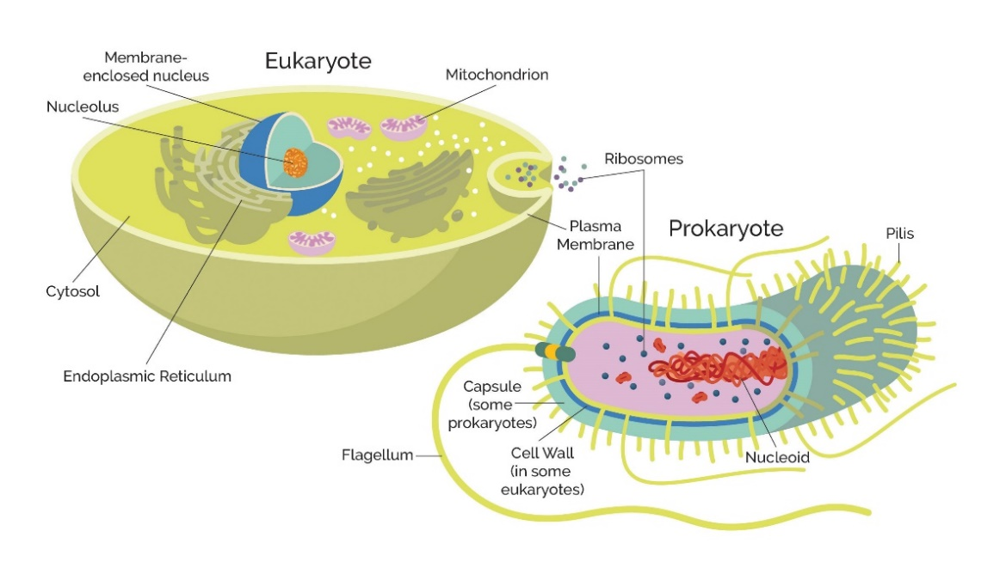 Eukaryote
Membrane-
enclosed nucleus
Mitochondrion
Nucleolus
Ribosomes
Plasma
Membrane
Prokaryote
Pilis
Cytosol
Endoplasmic Reticulum
Capsule
(some
prokaryotes)
Flagellum
Cell Wall
(in some
eukaryotes)
Nucleoid